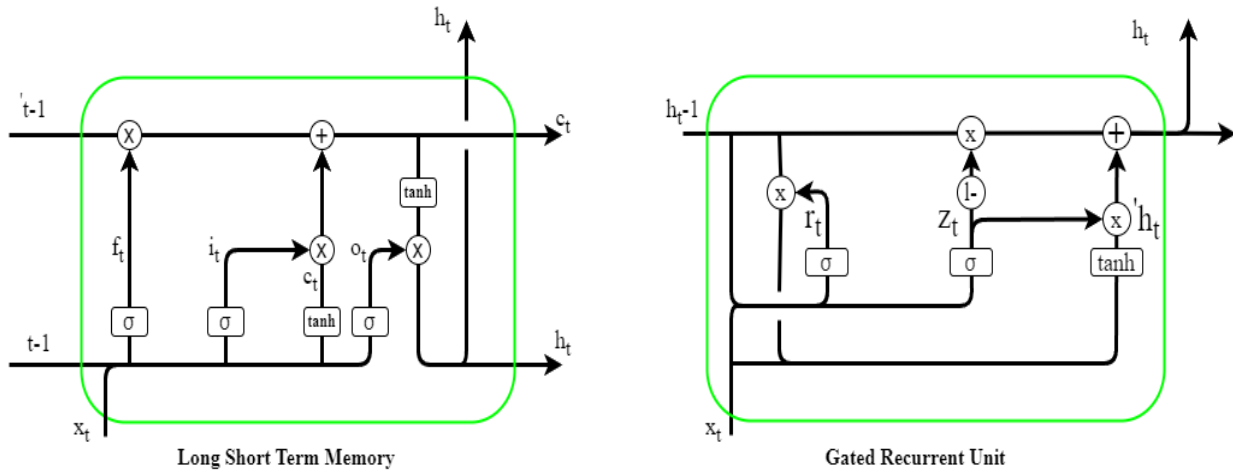 h_t
't-1
X
+
c_t
tanh
f_t
i_t
X
c_t
o_t
X
σ
σ
tanh
σ
t-1
h_t
x_t
Long Short Term Memory
h_t
h_t-1
x
+
x
r_t
1-
z_t
x
'h_t
σ
σ
tanh
x_t
Gated Recurrent Unit